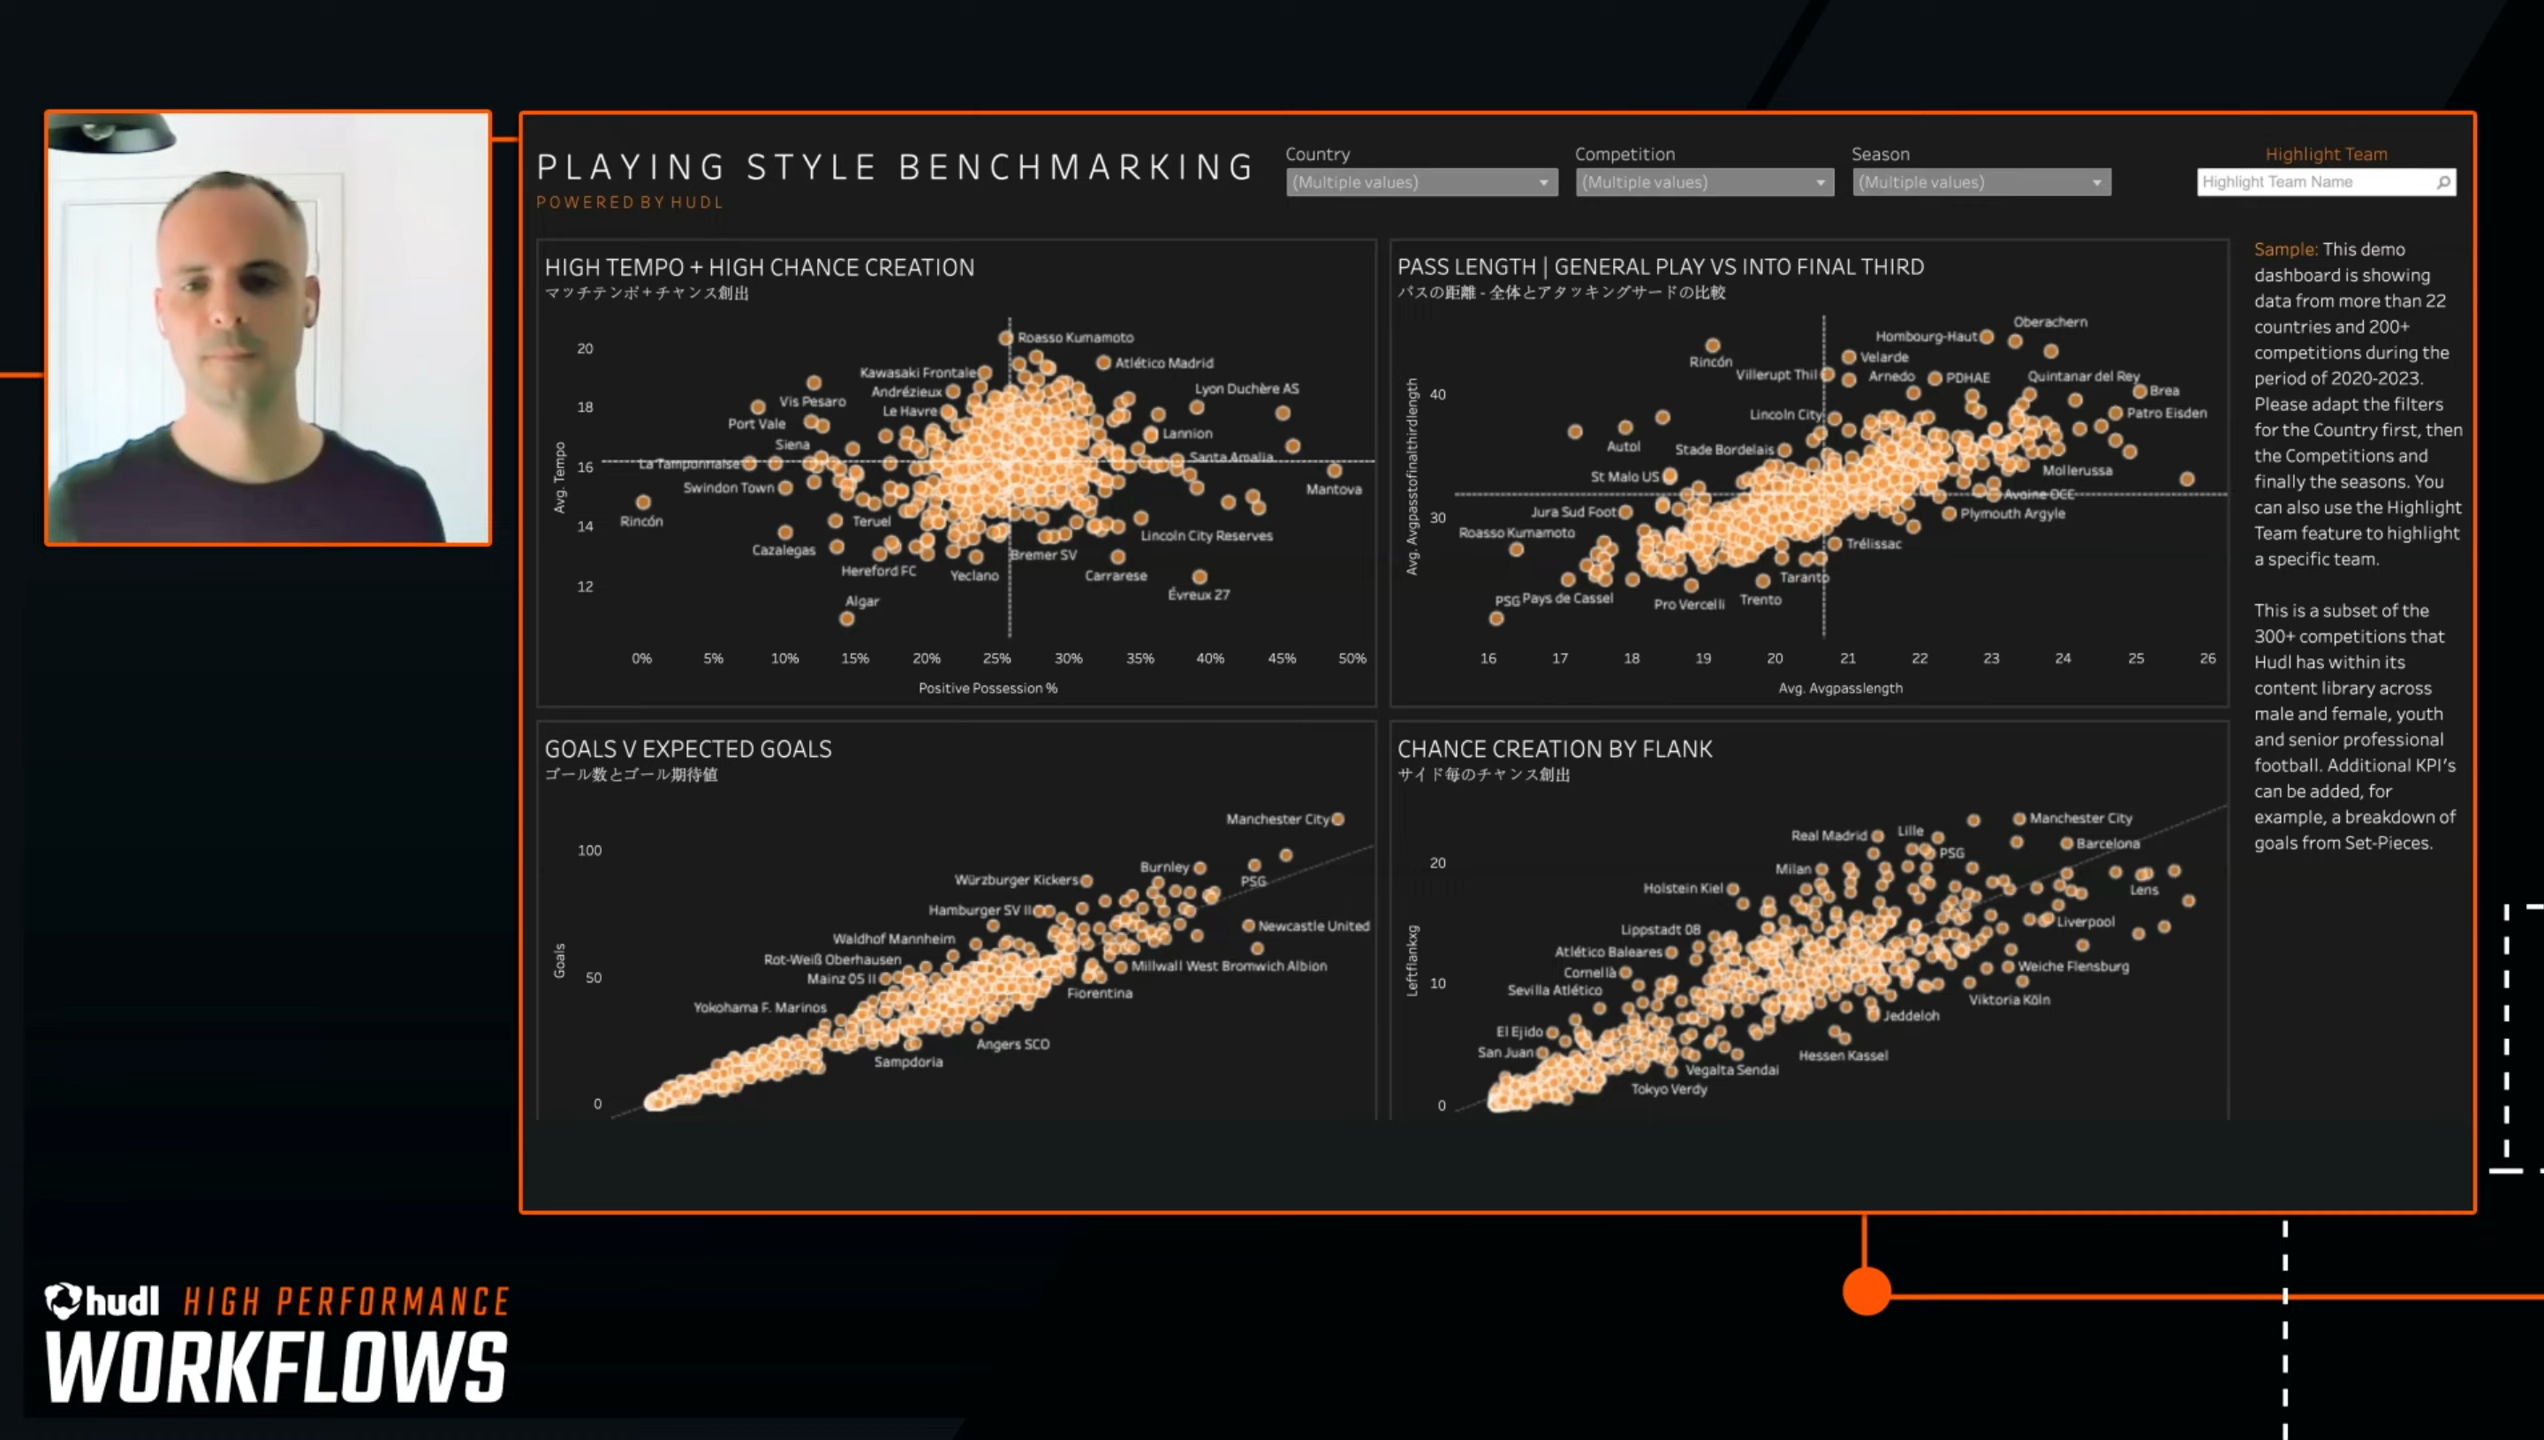 PLAYING STYLE BENCHMARKING
POWERED BY HUDL
Country
(Multiple values)
Competition
(Multiple values)
Season
(Multiple values)
Highlight Team
Highlight Team Name
HIGH TEMPO + HIGH CHANCE CREATION
マッチテンポ+チャンス創出
Avg. Tempo
20
18
16
14
12
Roasso Kumamoto
Atlético Madrid
Kawasaki Frontale
Andrézieux
Lyon Duchère AS
Vis Pesaro
Le Havre
Port Vale
Lannion
Siena
Santa Amalia
La Tamponnaise
Swindon Town
Mantova
Rincón
Teruel
Lincoln City Reserves
Cazalegas
Bremer SV
Hereford FC
Yeclano
Carrarese
Évreux 27
Algar
0%
5%
10%
15%
20%
25%
30%
35%
40%
45%
50%
Positive Possession %
PASS LENGTH | GENERAL PLAY VS INTO FINAL THIRD
パスの距離 - 全体とアタッキングサードの比較
Avg. Avgpasstofinalthirdlength
40
30
Oberachern
Hombourg-Haut
Rincón
Velarde
Villerupt Thil
Arnedo
PDHAE
Quintanar del Rey
Brea
Lincoln City
Patro Eisden
Autol
Stade Bordelais
St Malo US
Mollerussa
Avoine OCC
Jura Sud Foot
Plymouth Argyle
Roasso Kumamoto
Trélissac
Taranto
PSG
Pays de Cassel
Pro Vercelli
Trento
16
17
18
19
20
21
22
23
24
25
26
Avg. Avgpasslength
GOALS V EXPECTED GOALS
ゴール数とゴール期待値
Goals
100
50
0
Manchester City
Burnley
PSG
Würzburger Kickers
Hamburger SV II
Newcastle United
Waldhof Mannheim
Rot-Weiß Oberhausen
Millwall
West Bromwich Albion
Mainz 05 II
Fiorentina
Yokohama F. Marinos
Angers SCO
Sampdoria
CHANCE CREATION BY FLANK
サイド毎のチャンス創出
Leftflankxg
20
10
0
Manchester City
Real Madrid
Lille
Barcelona
PSG
Milan
Holstein Kiel
Lens
Liverpool
Lippstadt 08
Atlético Baleares
Weiche Flensburg
Cornellà
Sevilla Atlético
Viktoria Köln
Jeddeloh
El Ejido
San Juan
Hessen Kassel
Vegalta Sendai
Tokyo Verdy
Sample: This demo
dashboard is showing
data from more than 22
countries and 200+
competitions during the
period of 2020-2023.
Please adapt the filters
for the Country first, then
the Competitions and
finally the seasons. You
can also use the Highlight
Team feature to highlight
a specific team.
This is a subset of the
300+ competitions that
Hudl has within its
content library across
male and female, youth
and senior professional
football. Additional KPI's
can be added, for
example, a breakdown of
goals from Set-Pieces.
hudl HIGH PERFORMANCE
WORKFLOWS